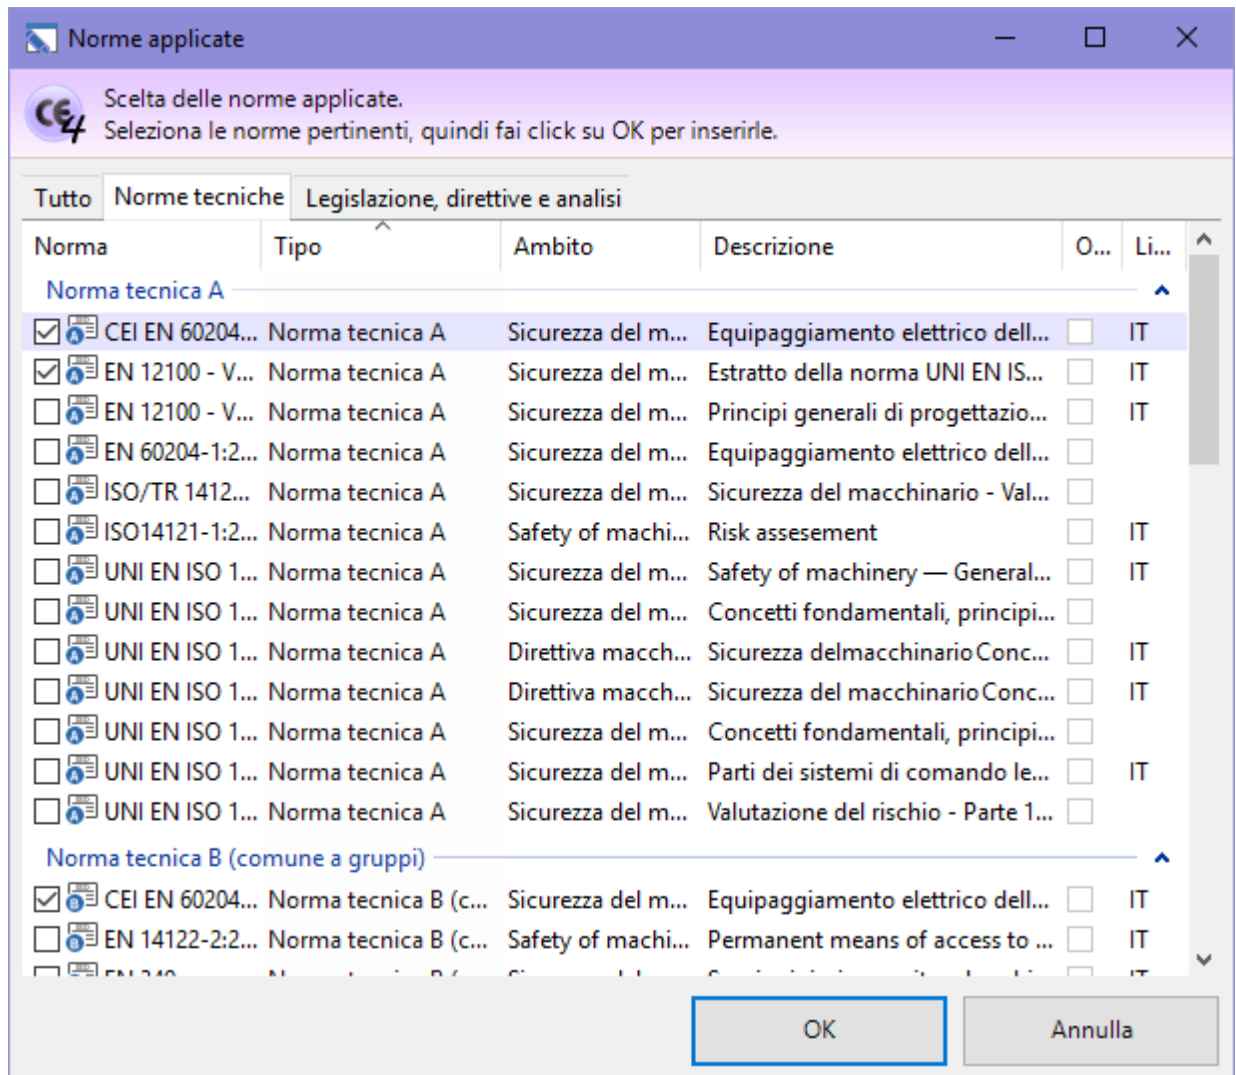 Norme applicate
CE4
Scelta delle norme applicate.
Seleziona le norme pertinenti, quindi fai click su OK per inserirle.
Tutto Norme tecniche Legislazione, direttive e analisi
Norma Tipo Ambito Descrizione O... Li...
Norma tecnica A
CEI EN 60204... Norma tecnica A Sicurezza del m... Equipaggiamento elettrico dell... IT
EN 12100 - V... Norma tecnica A Sicurezza del m... Estratto della norma UNI EN IS... IT
EN 12100 - V... Norma tecnica A Sicurezza del m... Principi generali di progettazio... IT
EN 60204-1:2... Norma tecnica A Sicurezza del m... Equipaggiamento elettrico dell...
ISO/TR 1412... Norma tecnica A Sicurezza del m... Sicurezza del macchinario - Val...
ISO14121-1:2... Norma tecnica A Safety of machi... Risk assesement IT
UNI EN ISO 1... Norma tecnica A Sicurezza del m... Safety of machinery — General... IT
UNI EN ISO 1... Norma tecnica A Sicurezza del m... Concetti fondamentali, principi...
UNI EN ISO 1... Norma tecnica A Direttiva macch... Sicurezza delmacchinario Conc... IT
UNI EN ISO 1... Norma tecnica A Direttiva macch... Sicurezza del macchinario Conc... IT
UNI EN ISO 1... Norma tecnica A Sicurezza del m... Concetti fondamentali, principi...
UNI EN ISO 1... Norma tecnica A Sicurezza del m... Parti dei sistemi di comando le... IT
UNI EN ISO 1... Norma tecnica A Sicurezza del m... Valutazione del rischio - Parte 1...
Norma tecnica B (comune a gruppi)
CEI EN 60204... Norma tecnica B (c... Sicurezza del m... Equipaggiamento elettrico dell... IT
EN 14122-2:2... Norma tecnica B (c... Safety of machi... Permanent means of access to ... IT
OK Annulla